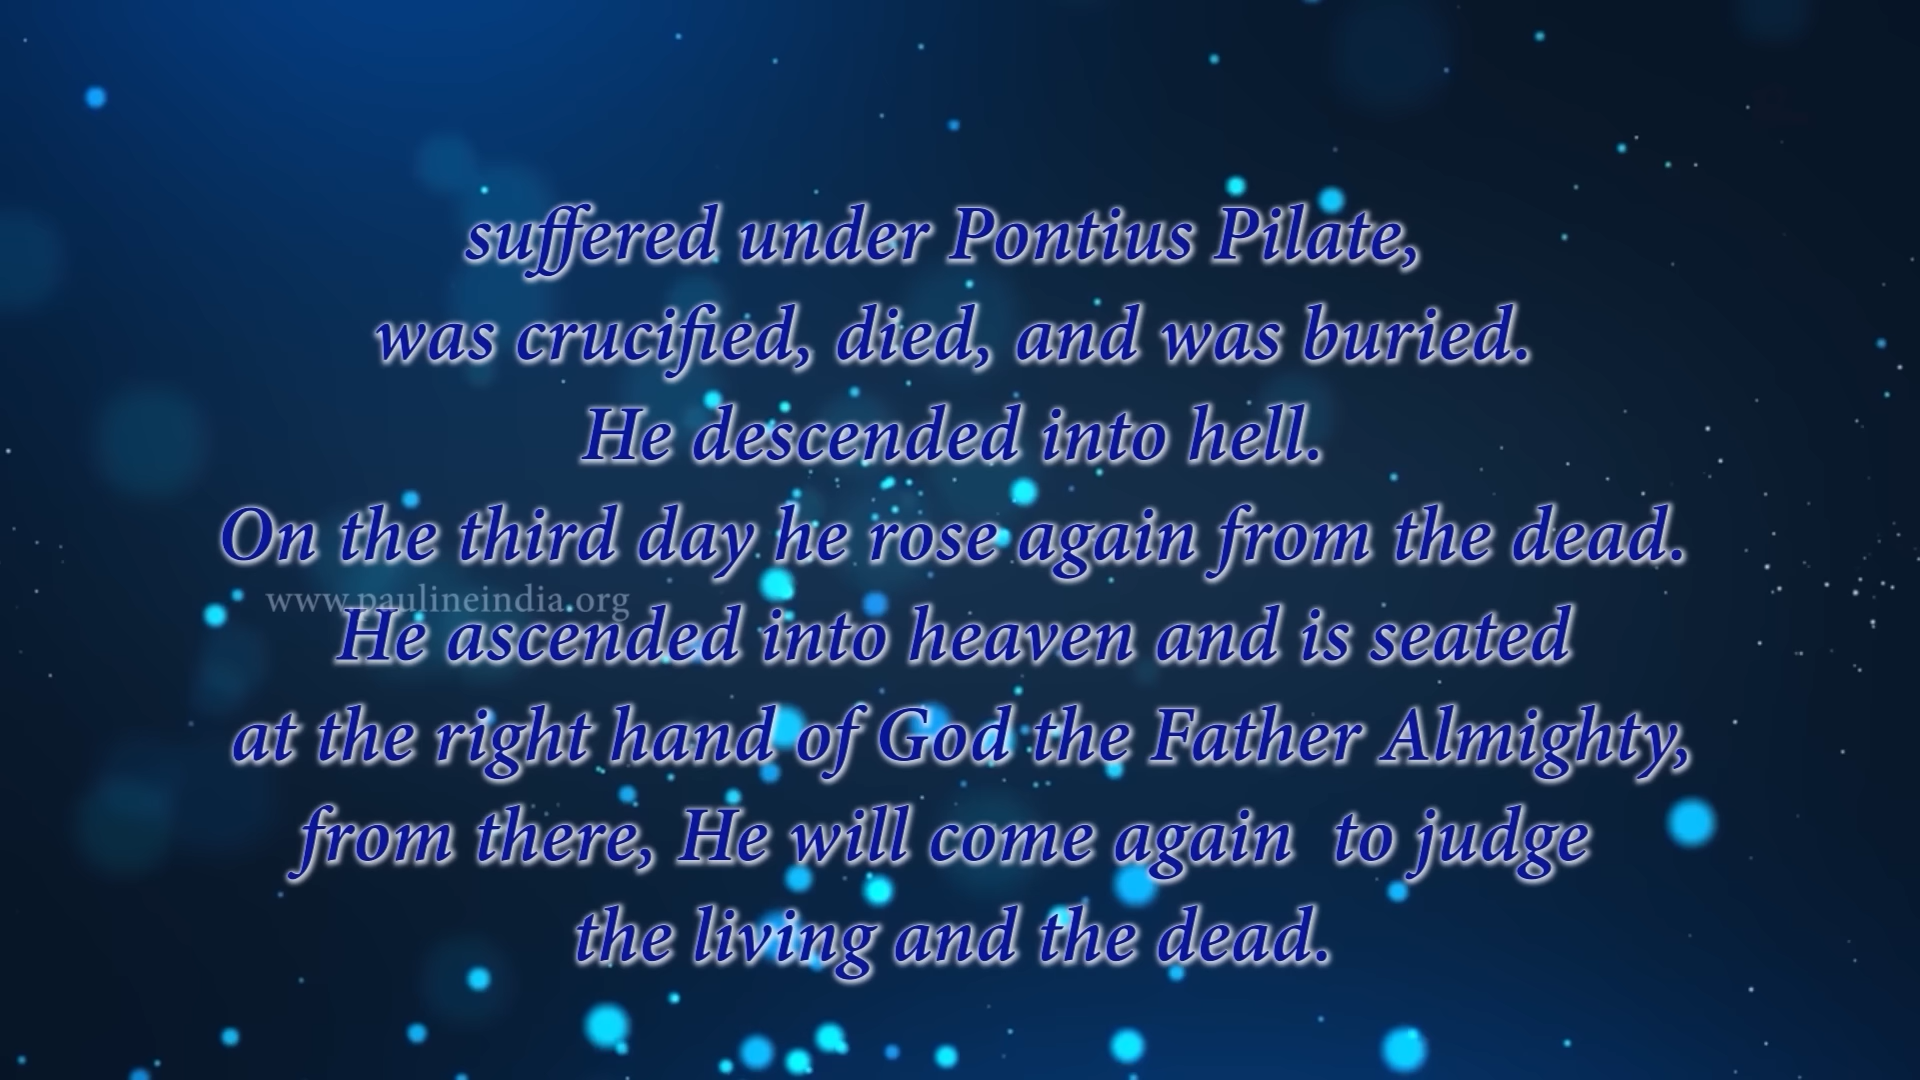 suffered under Pontius Pilate,
was crucified, died, and was buried.
He descended into hell.
On the third day he rose again from the dead.
www.paulineindia.org
He ascended into heaven and is seated
at the right hand of God the Father Almighty,
from there, He will come again to judge
the living and the dead.